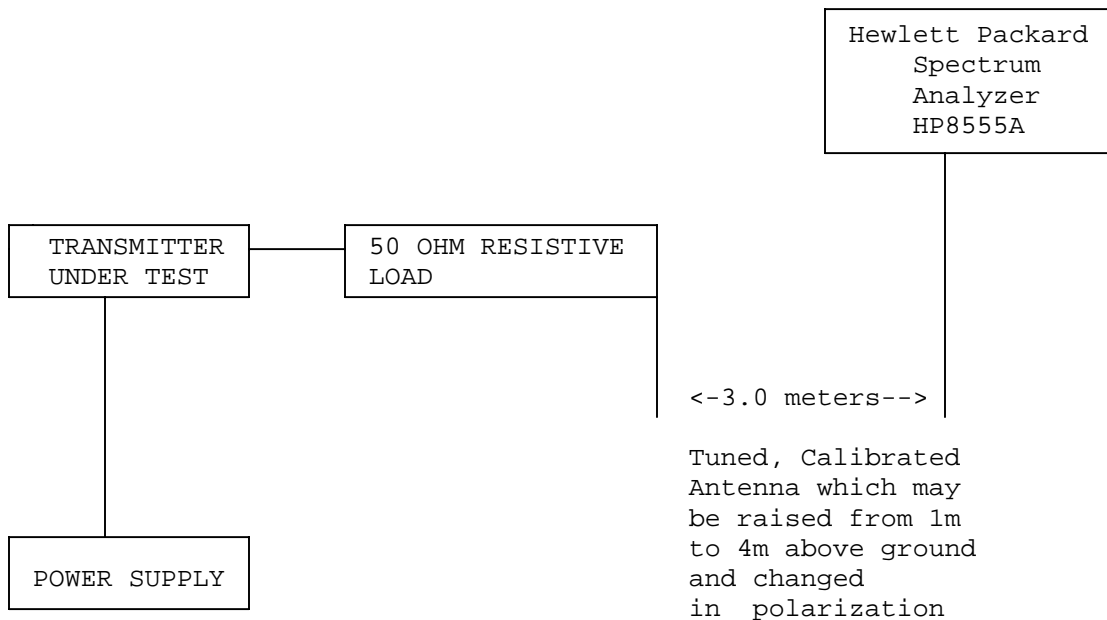 Hewlett Packard
Spectrum
Analyzer
HP8555A
TRANSMITTER
UNDER TEST
50 OHM RESISTIVE
LOAD
<-3.0 meters-->
Tuned, Calibrated
Antenna which may
be raised from 1m
to 4m above ground
and changed
in polarization
POWER SUPPLY